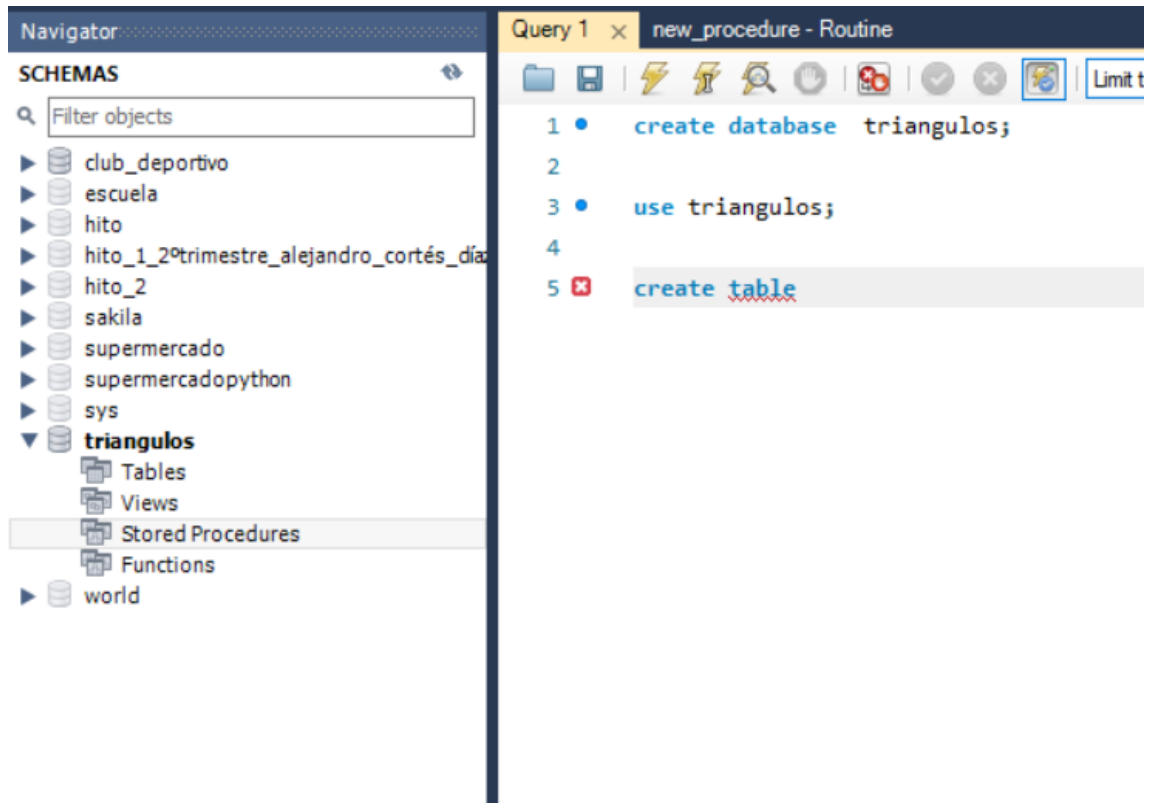 Navigator
SCHEMAS
Filter objects
club_deportivo
escuela
hito
hito_1_2ºtrimestre_alejandro_cortés_díaz
hito_2
sakila
supermercado
supermercadopython
sys
triangulos
Tables
Views
Stored Procedures
Functions
world
Query 1
new_procedure - Routine
Limit t
1 create database triangulos;
2
3 use triangulos;
4
5 create table